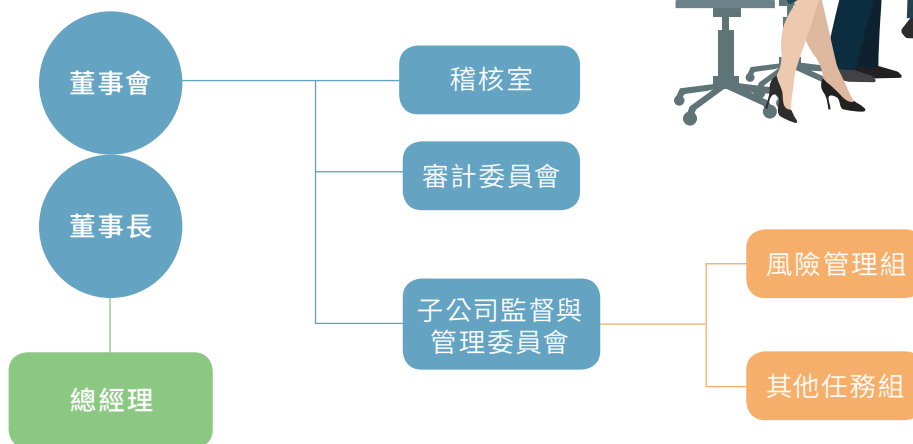 董事會
稽核室
審計委員會
董事長
風險管理組
子公司監督與
管理委員會
其他任務組
總經理